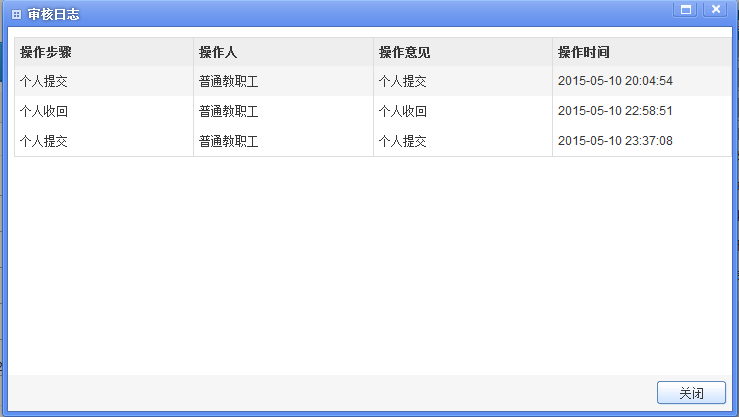 审核日志
操作步骤 操作人 操作意见 操作时间
个人提交 普通教职工 个人提交 2015-05-10 20:04:54
个人收回 普通教职工 个人收回 2015-05-10 22:58:51
个人提交 普通教职工 个人提交 2015-05-10 23:37:08
关闭